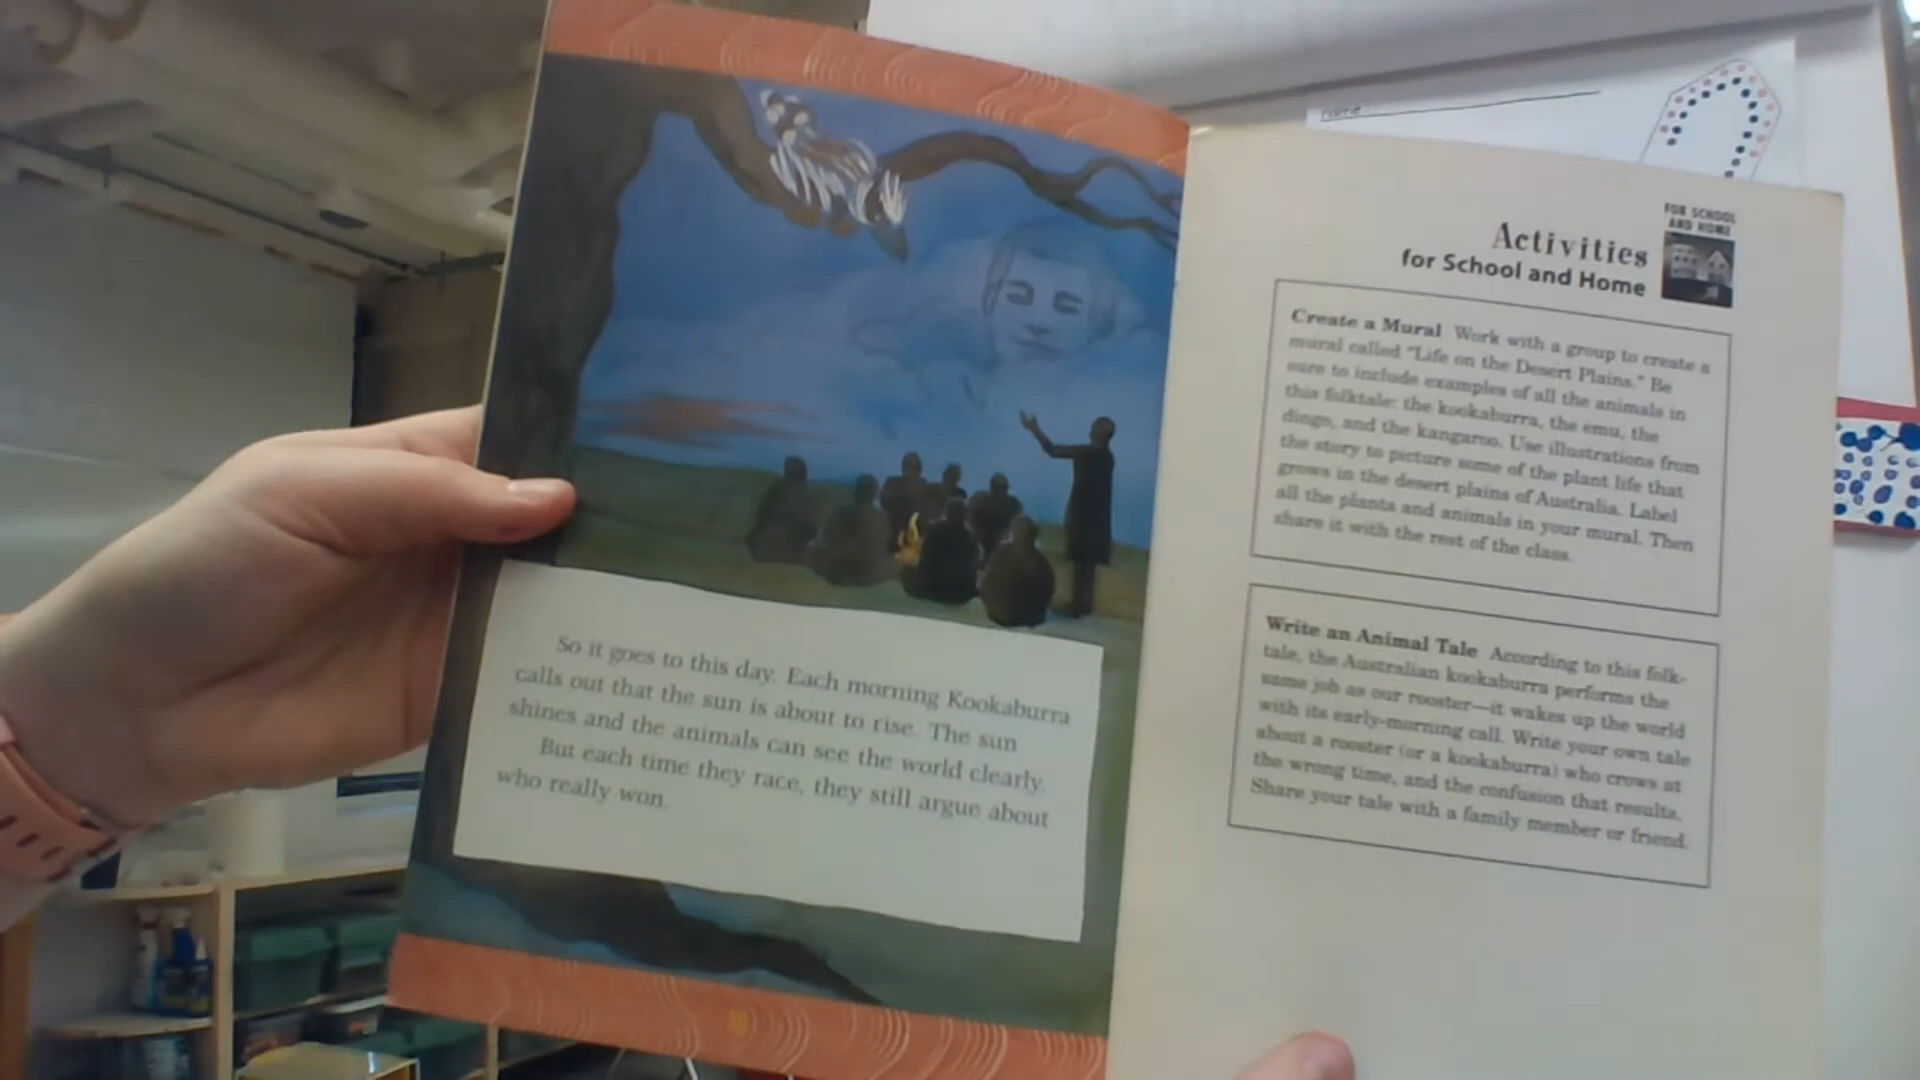 So it goes to this day. Each morning Kookaburra
calls out that the sun is about to rise. The sun
shines and the animals can see the world clearly.
But each time they race, they still argue about
who really won.
name:
FOR SCHOOL
AND HOME
Activities
for School and Home
Create a Mural Work with a group to create a
mural called "Life on the Desert Plains." Be
sure to include examples of all the animals in
this folktale: the kookaburra, the emu, the
dingo, and the kangaroo. Use illustrations from
the story to picture some of the plant life that
grows in the desert plains of Australia. Label
all the plants and animals in your mural. Then
share it with the rest of the class.
Write an Animal Tale According to this folk-
tale, the Australian kookaburra performs the
same job as our rooster—it wakes up the world
with its early-morning call. Write your own tale
about a rooster (or a kookaburra) who crows at
the wrong time, and the confusion that results.
Share your tale with a family member or friend.